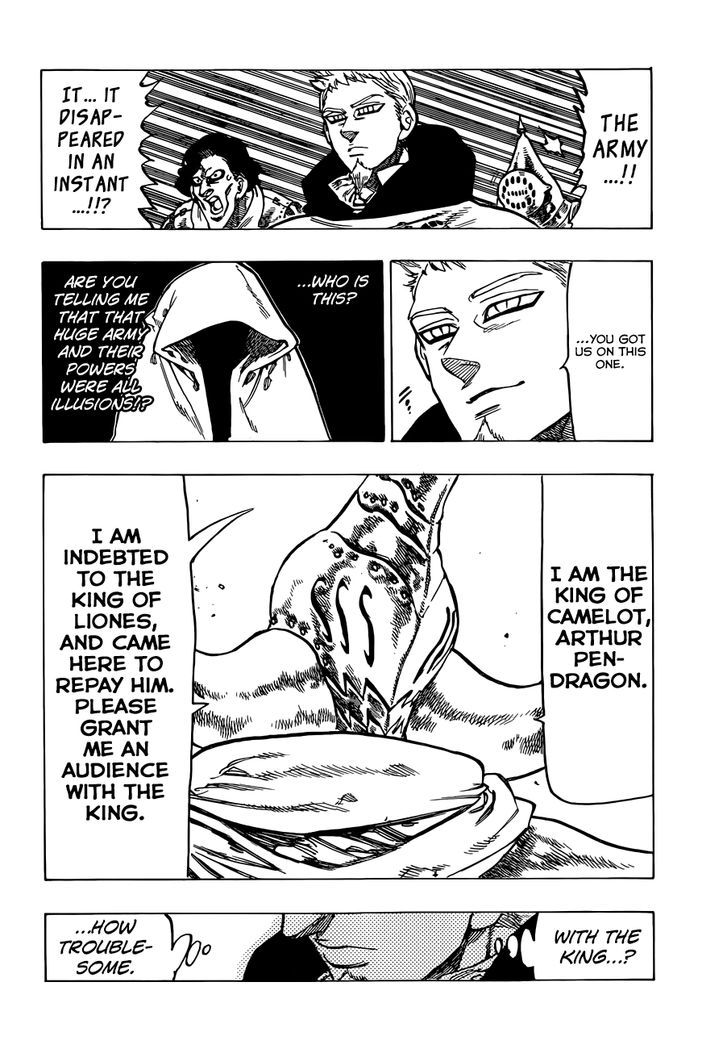 THE
ARMY
...!!
IT... IT
DISAP-
PEARED
IN AN
INSTANT
...!!?
...YOU GOT
US ON THIS
ONE.
...WHO IS
THIS?
ARE YOU
TELLING ME
THAT THAT
HUGE ARMY
AND THEIR
POWERS
WERE ALL
ILLUSIONS!?
I AM THE
KING OF
CAMELOT,
ARTHUR
PEN-
DRAGON.
I AM
INDEBTED
TO THE
KING OF
LIONES,
AND CAME
HERE TO
REPAY HIM.
PLEASE
GRANT
ME AN
AUDIENCE
WITH THE
KING.
WITH THE
KING...?
...HOW
TROUBLE-
SOME.